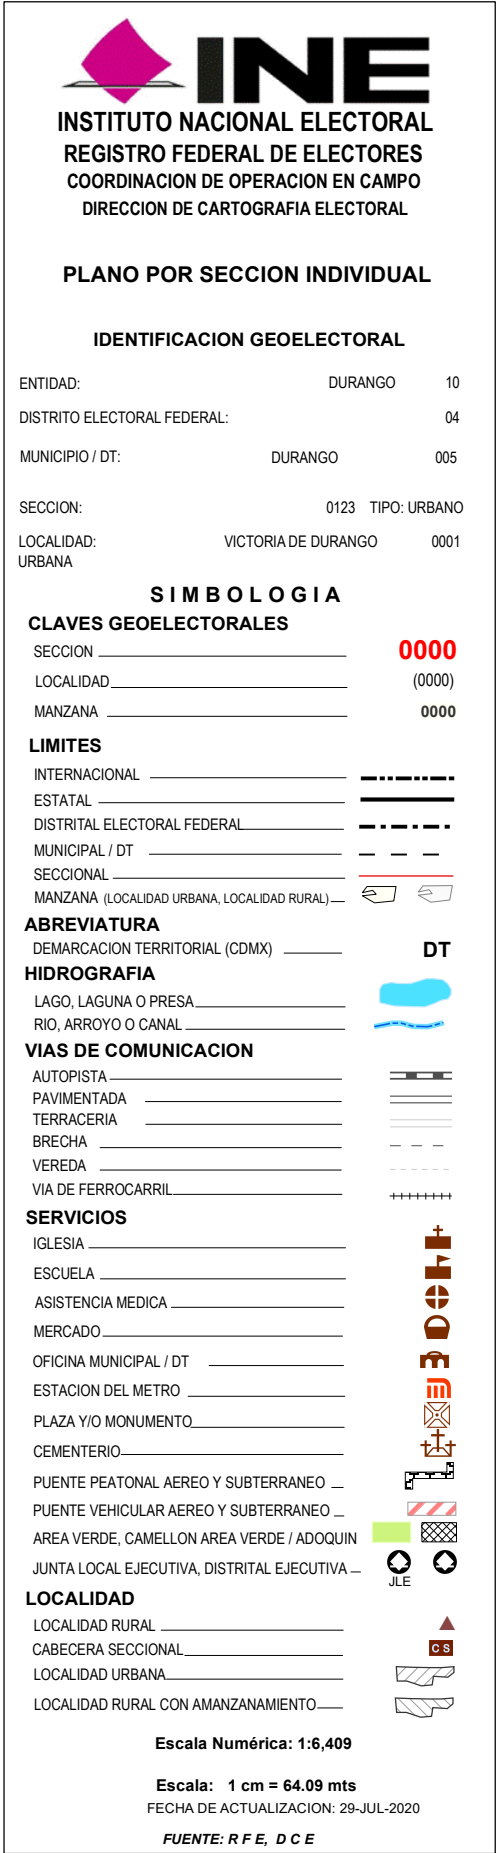 INE
INSTITUTO NACIONAL ELECTORAL
REGISTRO FEDERAL DE ELECTORES
COORDINACION DE OPERACION EN CAMPO
DIRECCION DE CARTOGRAFIA ELECTORAL
PLANO POR SECCION INDIVIDUAL
IDENTIFICACION GEOELECTORAL
ENTIDAD: DURANGO 10
DISTRITO ELECTORAL FEDERAL: 04
MUNICIPIO / DT: DURANGO 005
SECCION: 0123 TIPO: URBANO
LOCALIDAD: VICTORIA DE DURANGO 0001
URBANA
S I M B O L O G I A
CLAVES GEOELECTORALES
SECCION 0000
LOCALIDAD (0000)
MANZANA 0000
LIMITES
INTERNACIONAL
ESTATAL
DISTRITAL ELECTORAL FEDERAL
MUNICIPAL / DT
SECCIONAL
MANZANA (LOCALIDAD URBANA, LOCALIDAD RURAL)
ABREVIATURA
DEMARCACION TERRITORIAL (CDMX) DT
HIDROGRAFIA
LAGO, LAGUNA O PRESA
RIO, ARROYO O CANAL
VIAS DE COMUNICACION
AUTOPISTA
PAVIMENTADA
TERRACERIA
BRECHA
VEREDA
VIA DE FERROCARRIL
SERVICIOS
IGLESIA
ESCUELA
ASISTENCIA MEDICA
MERCADO
OFICINA MUNICIPAL / DT
ESTACION DEL METRO
PLAZA Y/O MONUMENTO
CEMENTERIO
PUENTE PEATONAL AEREO Y SUBTERRANEO
PUENTE VEHICULAR AEREO Y SUBTERRANEO
AREA VERDE, CAMELLON AREA VERDE / ADOQUIN
JUNTA LOCAL EJECUTIVA, DISTRITAL EJECUTIVA
JLE
LOCALIDAD
LOCALIDAD RURAL
CABECERA SECCIONAL C S
LOCALIDAD URBANA
LOCALIDAD RURAL CON AMANZANAMIENTO
Escala Numérica: 1:6,409
Escala: 1 cm = 64.09 mts
FECHA DE ACTUALIZACION: 29-JUL-2020
FUENTE: R F E, D C E